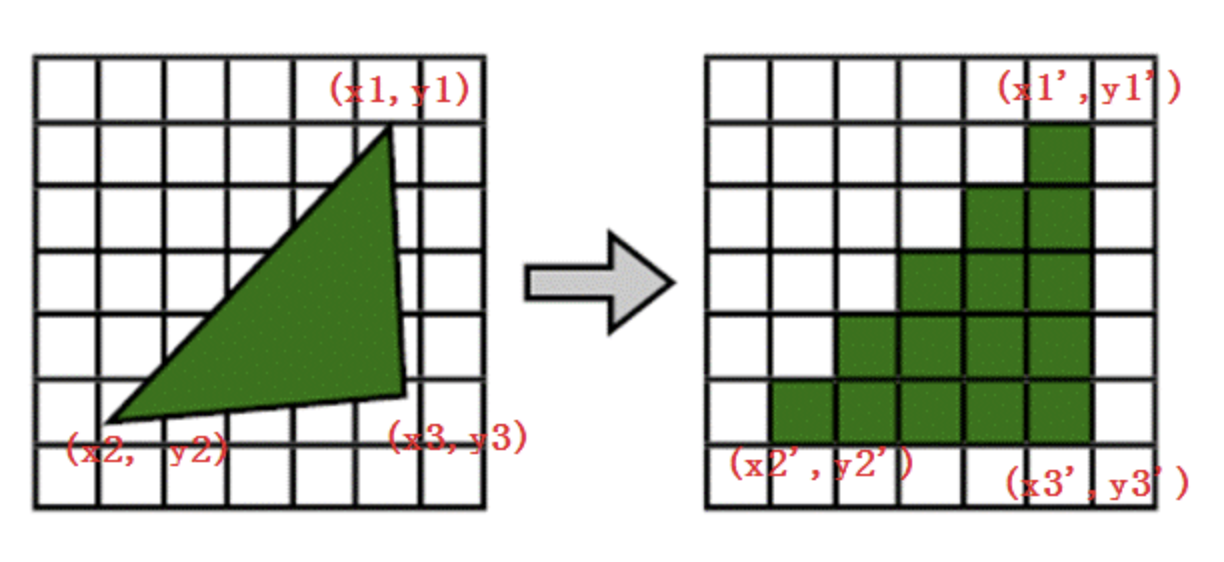 (x1, y1)
(x2, y2)
(x3, y3)
(x1', y1')
(x2', y2')
(x3', y3')